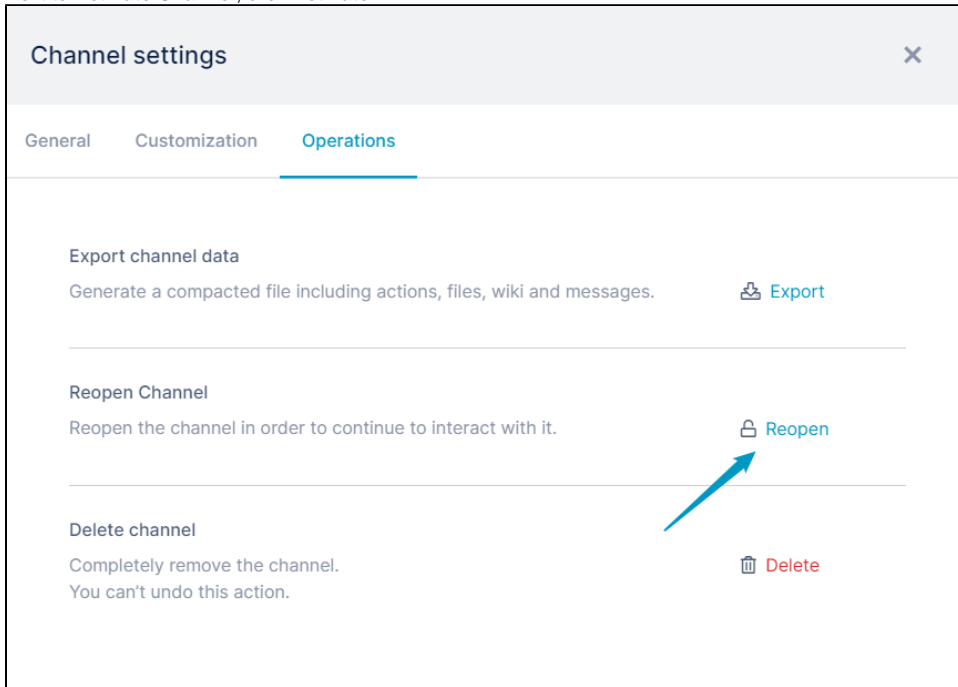 Channel settings
General Customization Operations
Export channel data
Generate a compacted file including actions, files, wiki and messages.
Export
Reopen Channel
Reopen the channel in order to continue to interact with it.
Reopen
Delete channel
Completely remove the channel.
You can't undo this action.
Delete